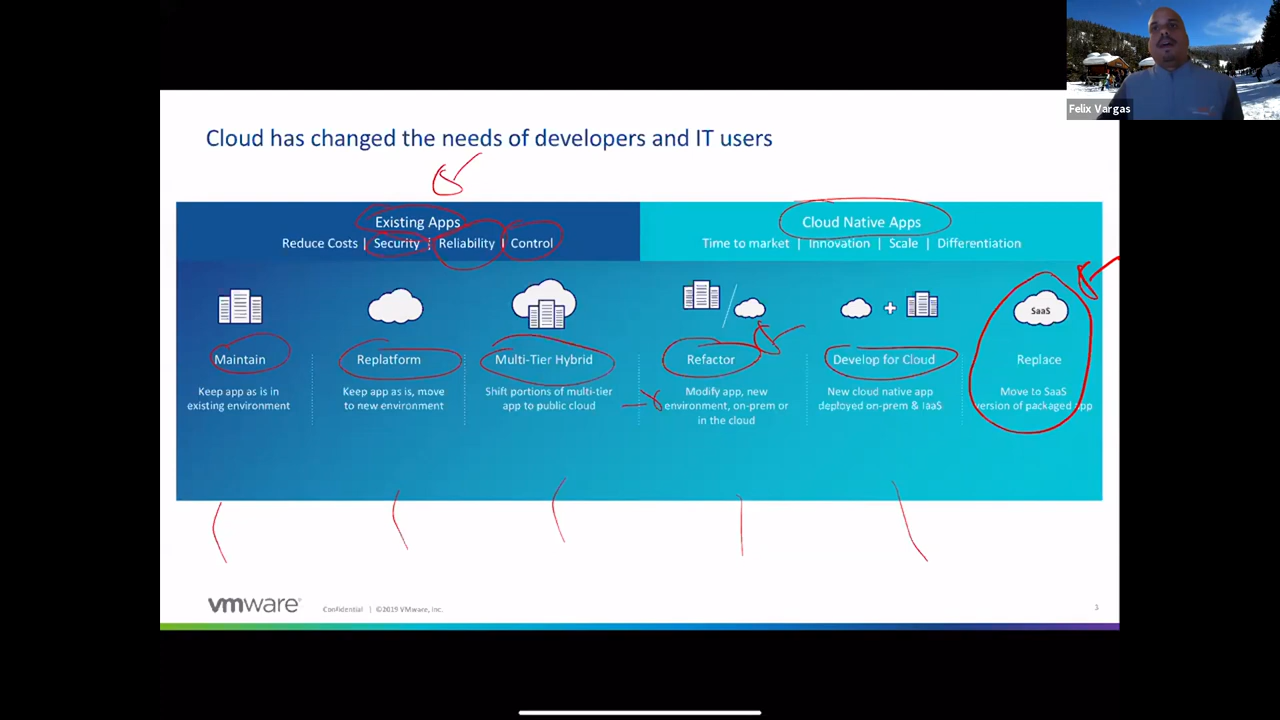 Felix Vargas
Cloud has changed the needs of developers and IT users
Existing Apps
Reduce Costs | Security | Reliability | Control
Cloud Native Apps
Time to market | Innovation | Scale | Differentiation
Maintain
Keep app as is in
existing environment
Replatform
Keep app as is, move
to new environment
Multi-Tier Hybrid
Shift portions of multi-tier
app to public cloud
Refactor
Modify app, new
environment, on-prem or
in the cloud
Develop for Cloud
New cloud native app
deployed on-prem & IaaS
SaaS
Replace
Move to SaaS
version of packaged app
vmware®
Confidential | ©2019 VMware, Inc.
3